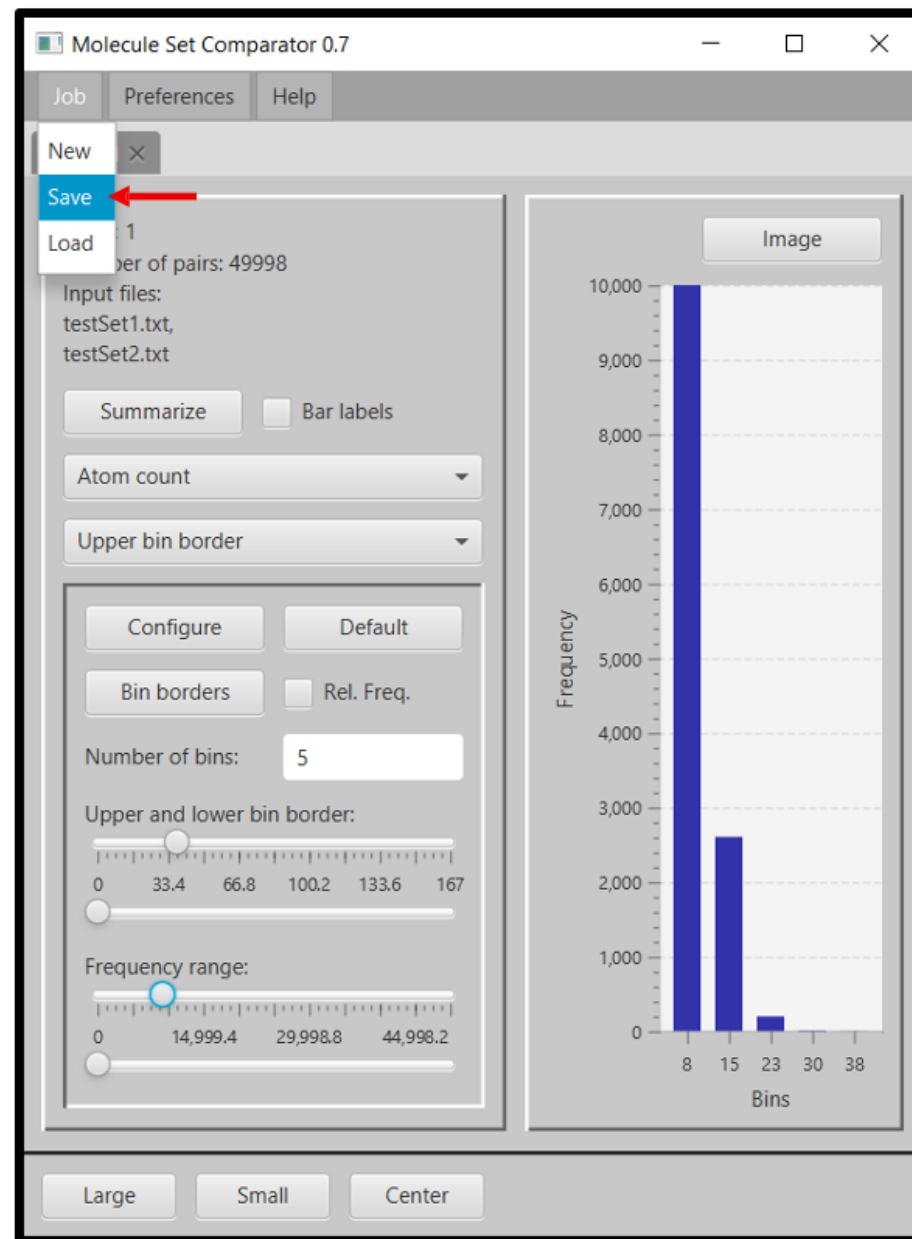 Molecule Set Comparator 0.7
Job Preferences Help
New
Save
Load
: 1
ber of pairs: 49998
Input files:
testSet1.txt,
testSet2.txt
Summarize Bar labels
Atom count
Upper bin border
Configure Default
Bin borders Rel. Freq.
Number of bins: 5
Upper and lower bin border:
0 33.4 66.8 100.2 133.6 167
Frequency range:
0 14,999.4 29,998.8 44,998.2
Image
10,000
9,000
8,000
7,000
6,000
5,000
4,000
3,000
2,000
1,000
0
Frequency
8 15 23 30 38
Bins
Large Small Center